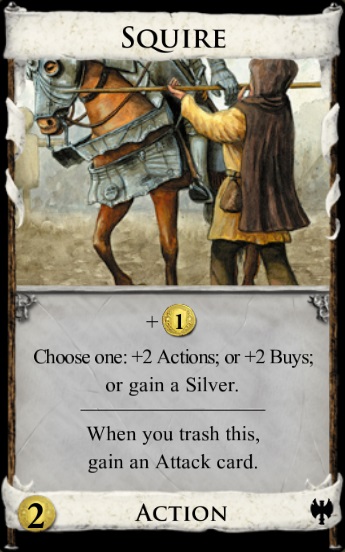 SQUIRE
+ 1
Choose one: +2 Actions; or +2 Buys;
or gain a Silver.
When you trash this,
gain an Attack card.
2 ACTION